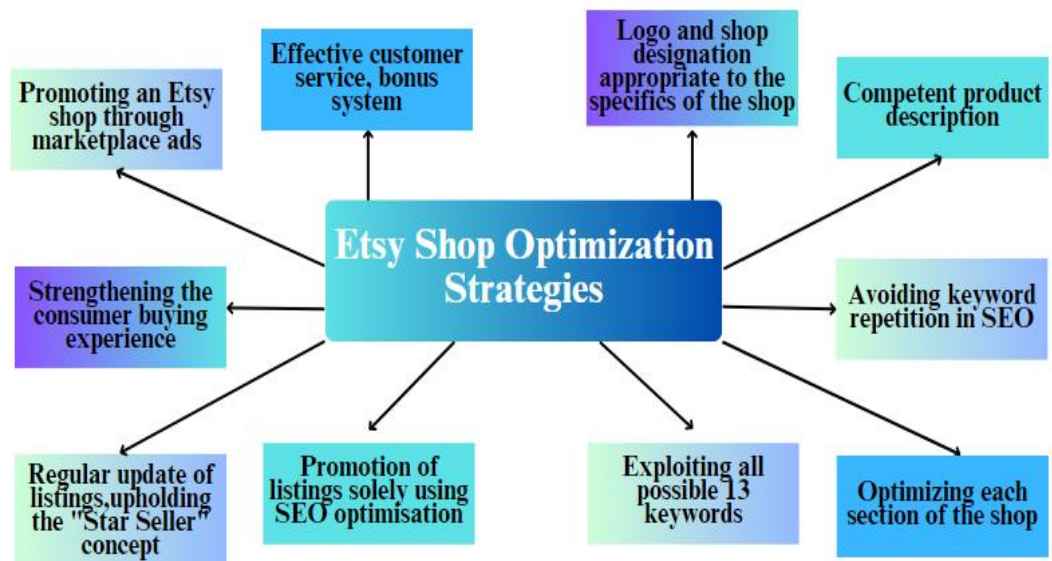 Effective customer
service, bonus
system
Logo and shop
designation
appropriate to the
specifics of the shop
Promoting an Etsy
shop through
marketplace ads
Competent product
description
Etsy Shop Optimization
Strategies
Strengthening the
consumer buying
experience
Avoiding keyword
repetition in SEO
Regular update of
listings,upholding
the "Star Seller"
concept
Promotion of
listings solely using
SEO optimisation
Exploiting all
possible 13
keywords
Optimizing each
section of the shop